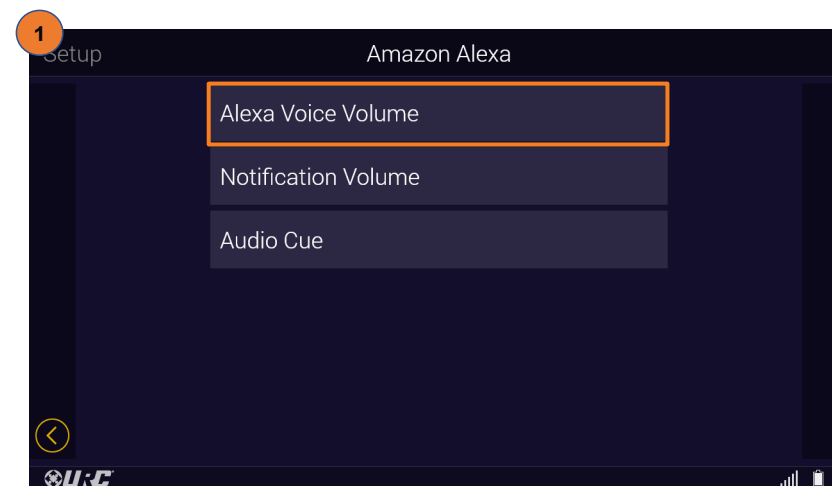 1
Setup
Amazon Alexa
Alexa Voice Volume
Notification Volume
Audio Cue
URC